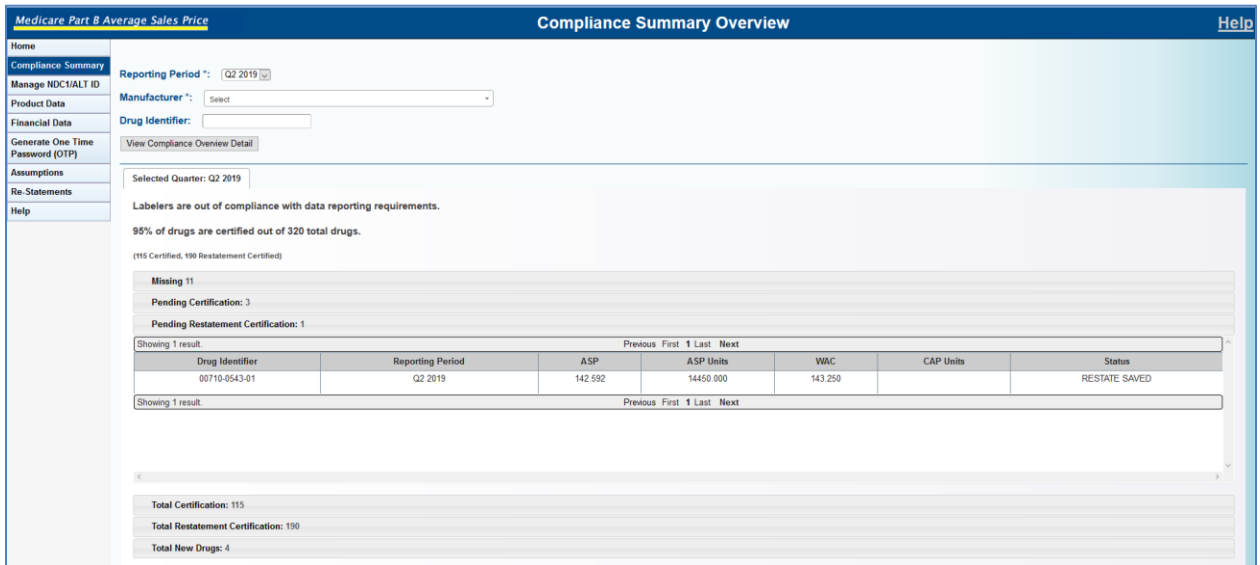 Medicare Part B Average Sales Price
Compliance Summary Overview
Help
Home
Compliance Summary
Manage NDC1/ALT ID
Product Data
Financial Data
Generate One Time
Password (OTP)
Assumptions
Re-Statements
Help
Reporting Period *: Q2 2019
Manufacturer *: Select
Drug Identifier:
View Compliance Overview Detail
Selected Quarter: Q2 2019
Labelers are out of compliance with data reporting requirements.
95% of drugs are certified out of 320 total drugs.
(115 Certified, 190 Restatement Certified)
Missing 11
Pending Certification: 3
Pending Restatement Certification: 1
Showing 1 result. Previous First 1 Last Next
Drug Identifier Reporting Period ASP ASP Units WAC CAP Units Status
00710-0543-01 Q2 2019 142.592 14450.000 143.250 RESTATE SAVED
Showing 1 result. Previous First 1 Last Next
Total Certification: 115
Total Restatement Certification: 190
Total New Drugs: 4